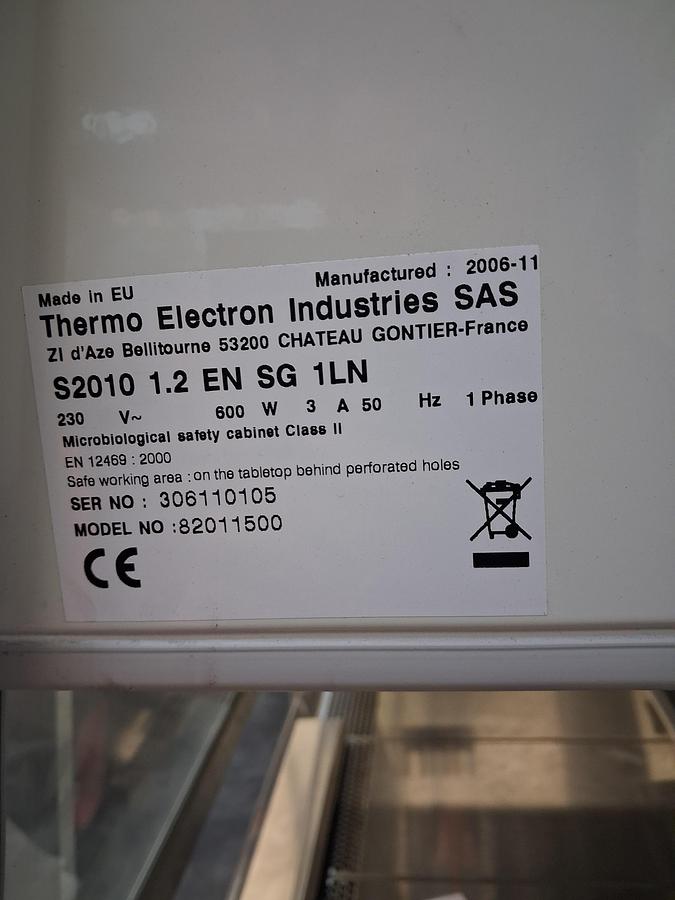 Made in EU
Manufactured : 2006-11
Thermo Electron Industries SAS
ZI d'Aze Bellitourne 53200 CHATEAU GONTIER-France
S2010 1.2 EN SG 1LN
230 V~ 600 W 3 A 50 Hz 1 Phase
Microbiological safety cabinet Class II
EN 12469 : 2000
Safe working area : on the tabletop behind perforated holes
SER NO : 306110105
MODEL NO :82011500
CE